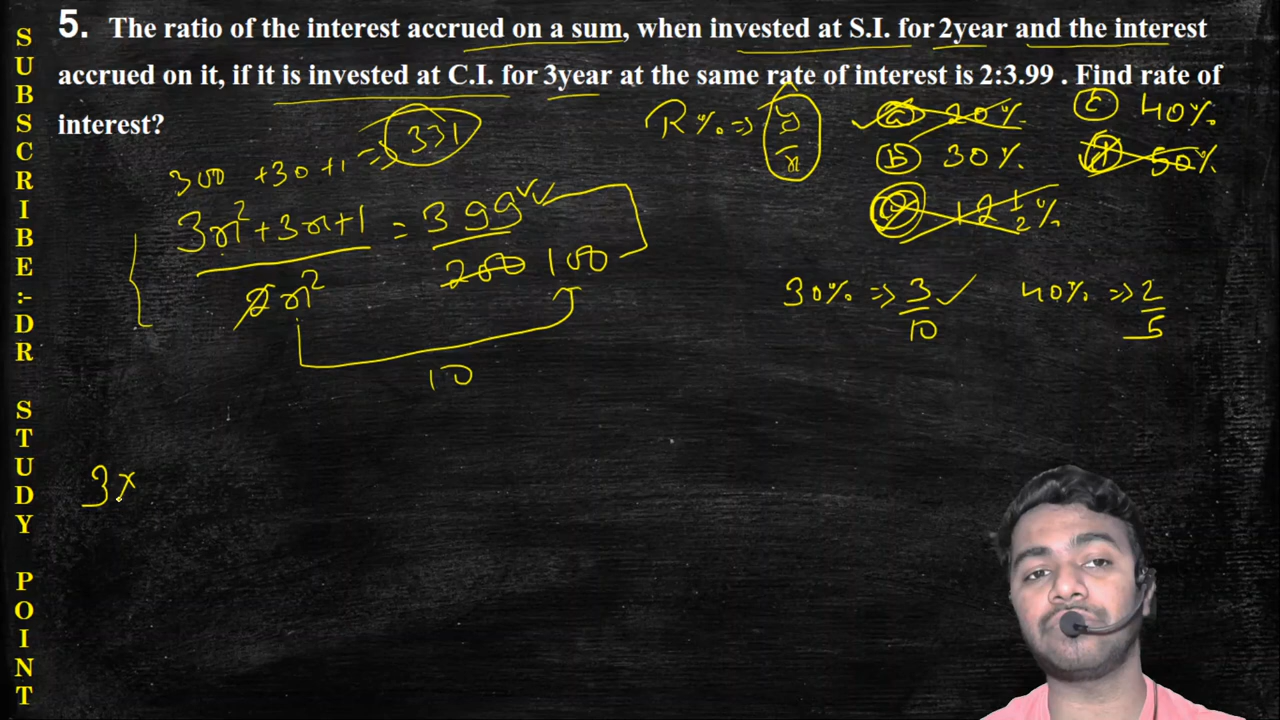 SUBSCRIBE:-DR STUDY POINT
5. The ratio of the interest accrued on a sum, when invested at S.I. for 2year and the interest
accrued on it, if it is invested at C.I. for 3year at the same rate of interest is 2:3.99 . Find rate of
interest?
R% => y/x
a 20%
c 40%
b 30%
d 50%
12 1/2 %
300 +30 +1 => 331
3x²+3x+1 / 2x² = 399 / 200 100
10
30% => 3/10
40% => 2/5
3x